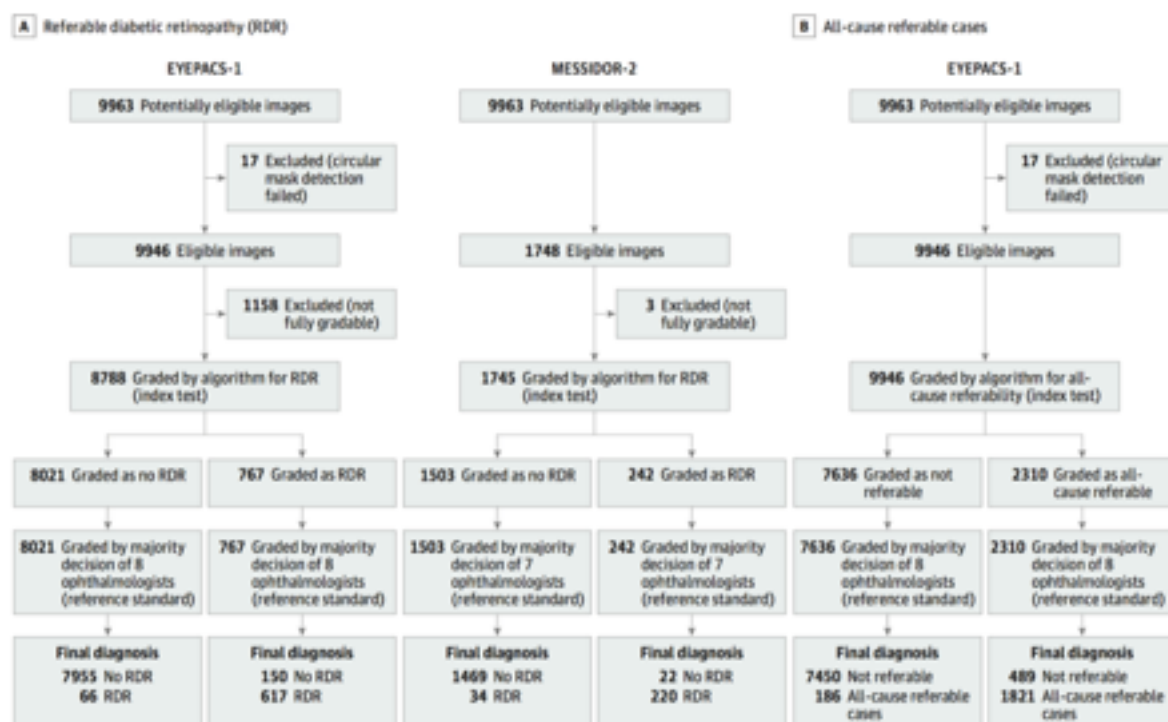 A Referable diabetic retinopathy (RDR)
B All-cause referable cases
EYEPACS-1
MESSIDOR-2
EYEPACS-1
9963 Potentially eligible images
9963 Potentially eligible images
9963 Potentially eligible images
17 Excluded (circular
mask detection
failed)
17 Excluded (circular
mask detection
failed)
9946 Eligible images
1748 Eligible images
9946 Eligible images
1158 Excluded (not
fully gradable)
3 Excluded (not
fully gradable)
8788 Graded by algorithm for RDR
(index test)
1745 Graded by algorithm for RDR
(index test)
9946 Graded by algorithm for all-
cause referability (index test)
8021 Graded as no RDR
767 Graded as RDR
1503 Graded as no RDR
242 Graded as RDR
7636 Graded as not
referable
2310 Graded as all-
cause referable
8021 Graded by majority
decision of 8
ophthalmologists
(reference standard)
767 Graded by majority
decision of 8
ophthalmologists
(reference standard)
1503 Graded by majority
decision of 7
ophthalmologists
(reference standard)
242 Graded by majority
decision of 7
ophthalmologists
(reference standard)
7636 Graded by majority
decision of 8
ophthalmologists
(reference standard)
2310 Graded by majority
decision of 8
ophthalmologists
(reference standard)
Final diagnosis
7955 No RDR
66 RDR
Final diagnosis
150 No RDR
617 RDR
Final diagnosis
1469 No RDR
34 RDR
Final diagnosis
22 No RDR
220 RDR
Final diagnosis
7450 Not referable
186 All-cause referable
cases
Final diagnosis
489 Not referable
1821 All-cause referable
cases